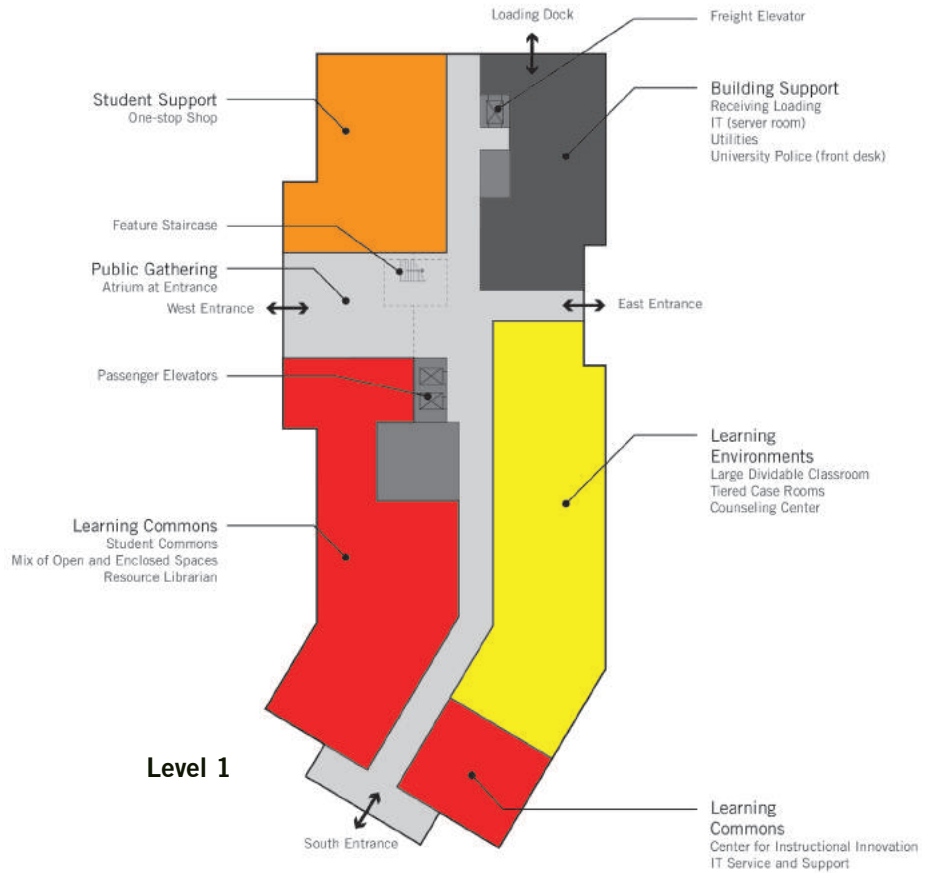 Loading Dock
Freight Elevator
Student Support
One-stop Shop
Building Support
Receiving Loading
IT (server room)
Utilities
University Police (front desk)
Feature Staircase
Public Gathering
Atrium at Entrance
West Entrance
East Entrance
Passenger Elevators
Learning
Environments
Large Dividable Classroom
Tiered Case Rooms
Counseling Center
Learning Commons
Student Commons
Mix of Open and Enclosed Spaces
Resource Librarian
Level 1
South Entrance
Learning
Commons
Center for Instructional Innovation
IT Service and Support